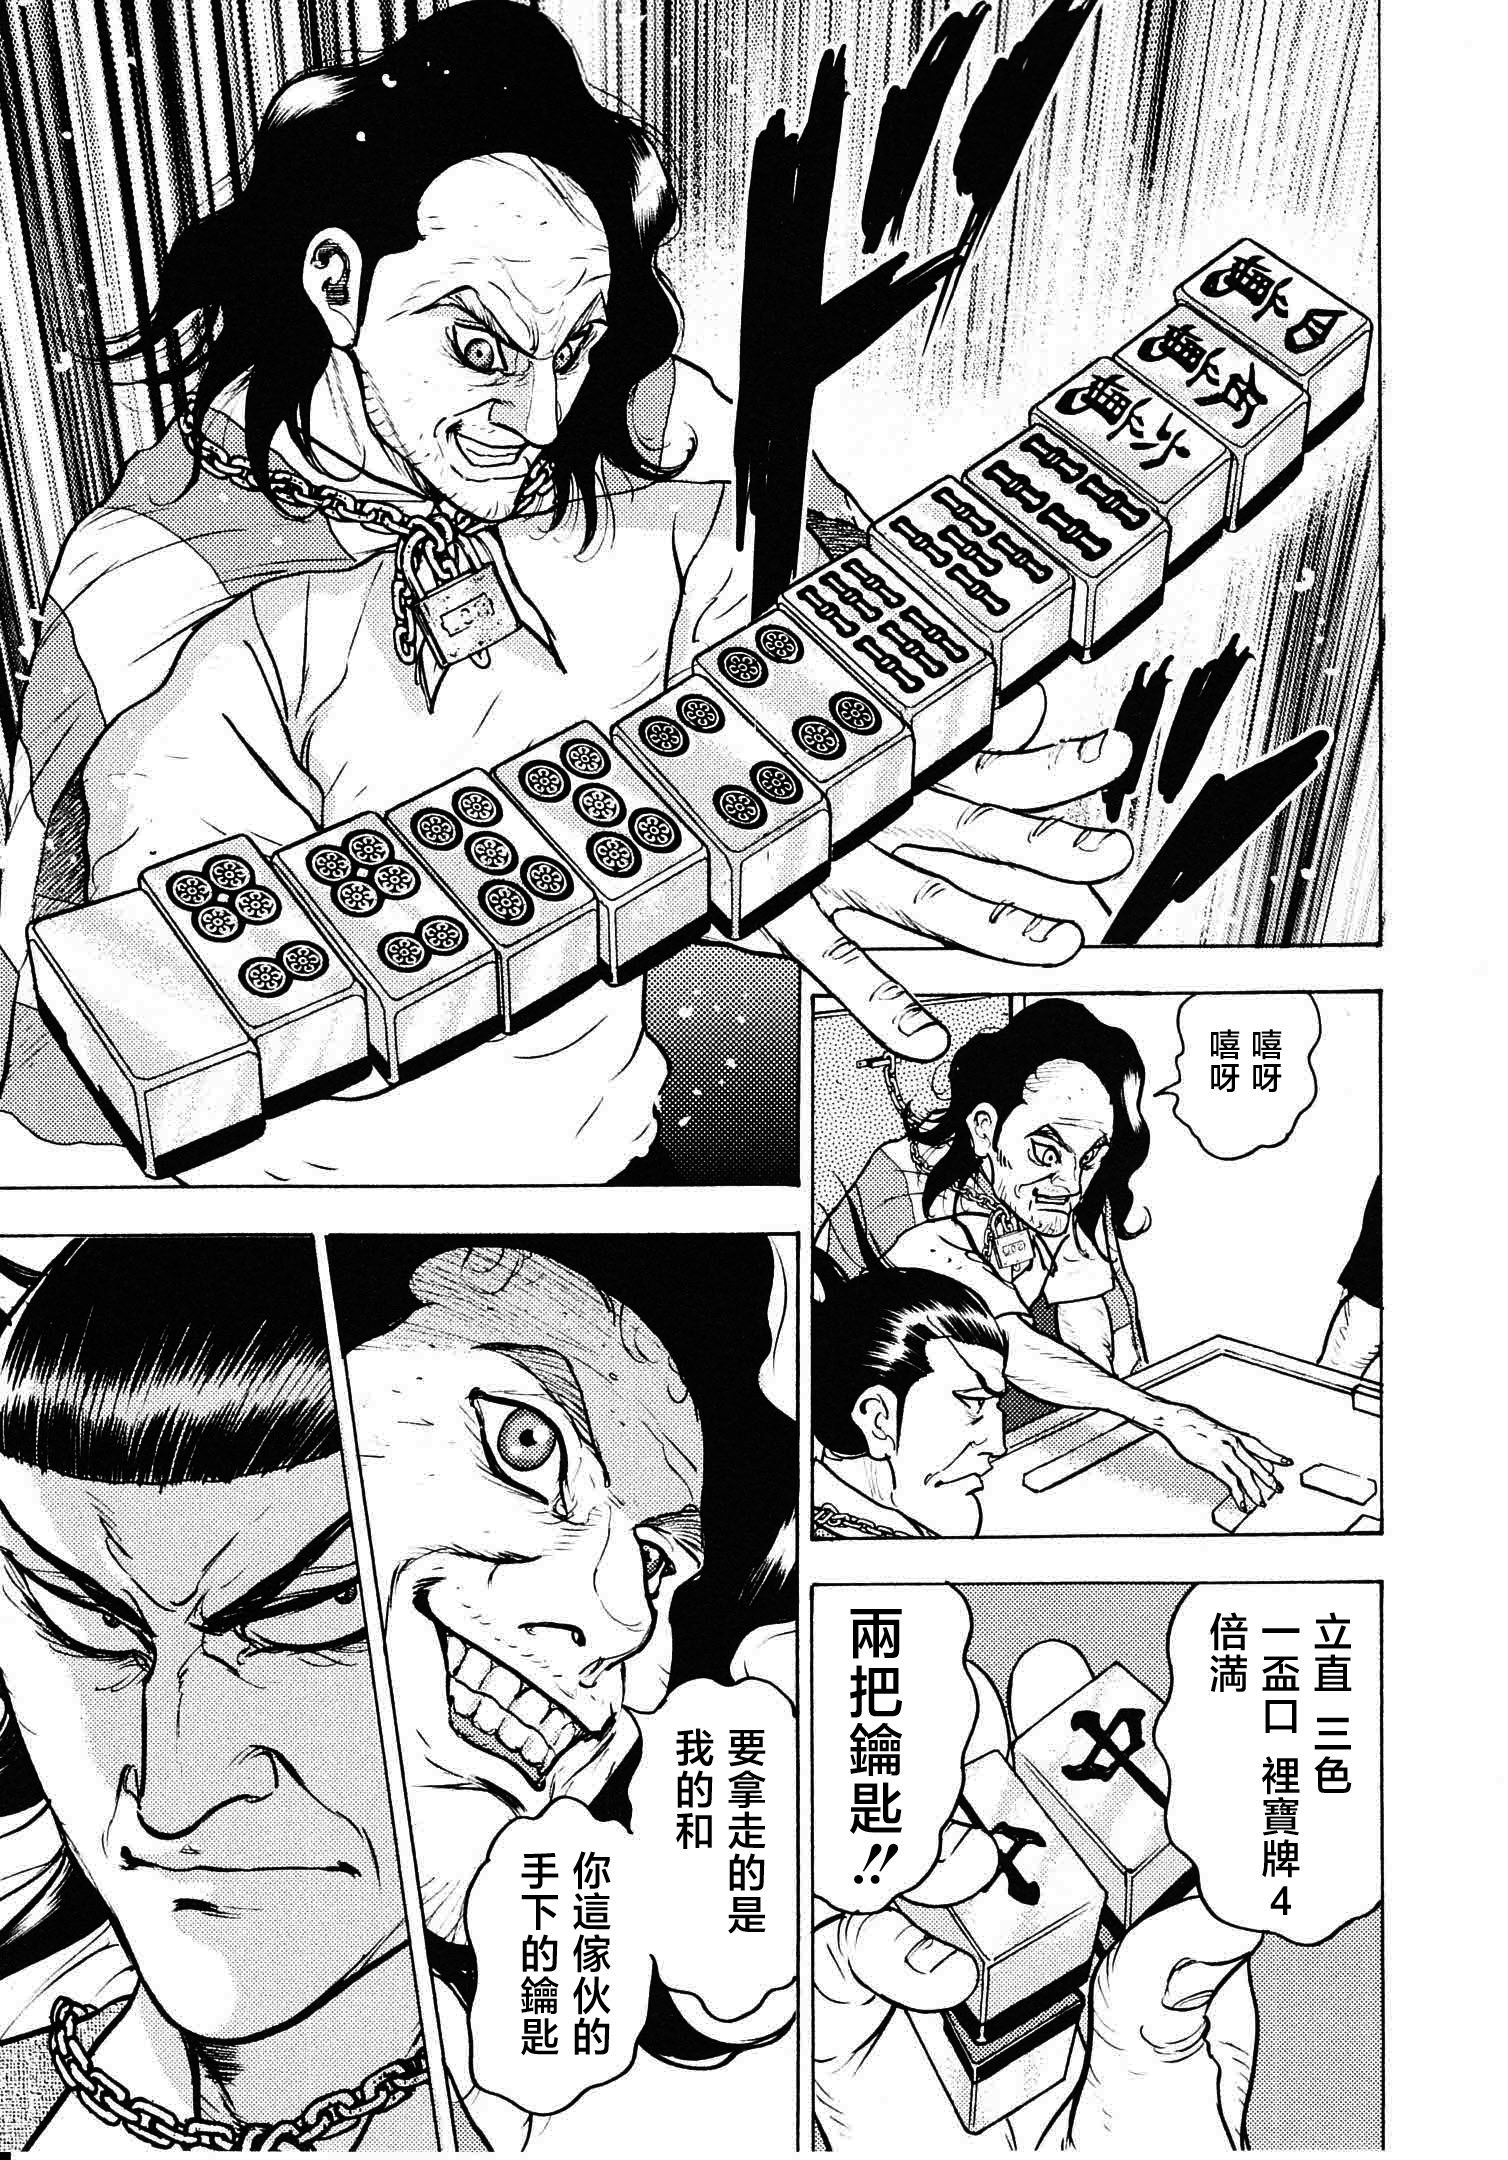 嘻呀
嘻呀
立直 三色
一盃口 裡寶牌4
倍満
兩把鑰匙!!
要拿走的是
我的和
你這傢伙的
手下的鑰匙